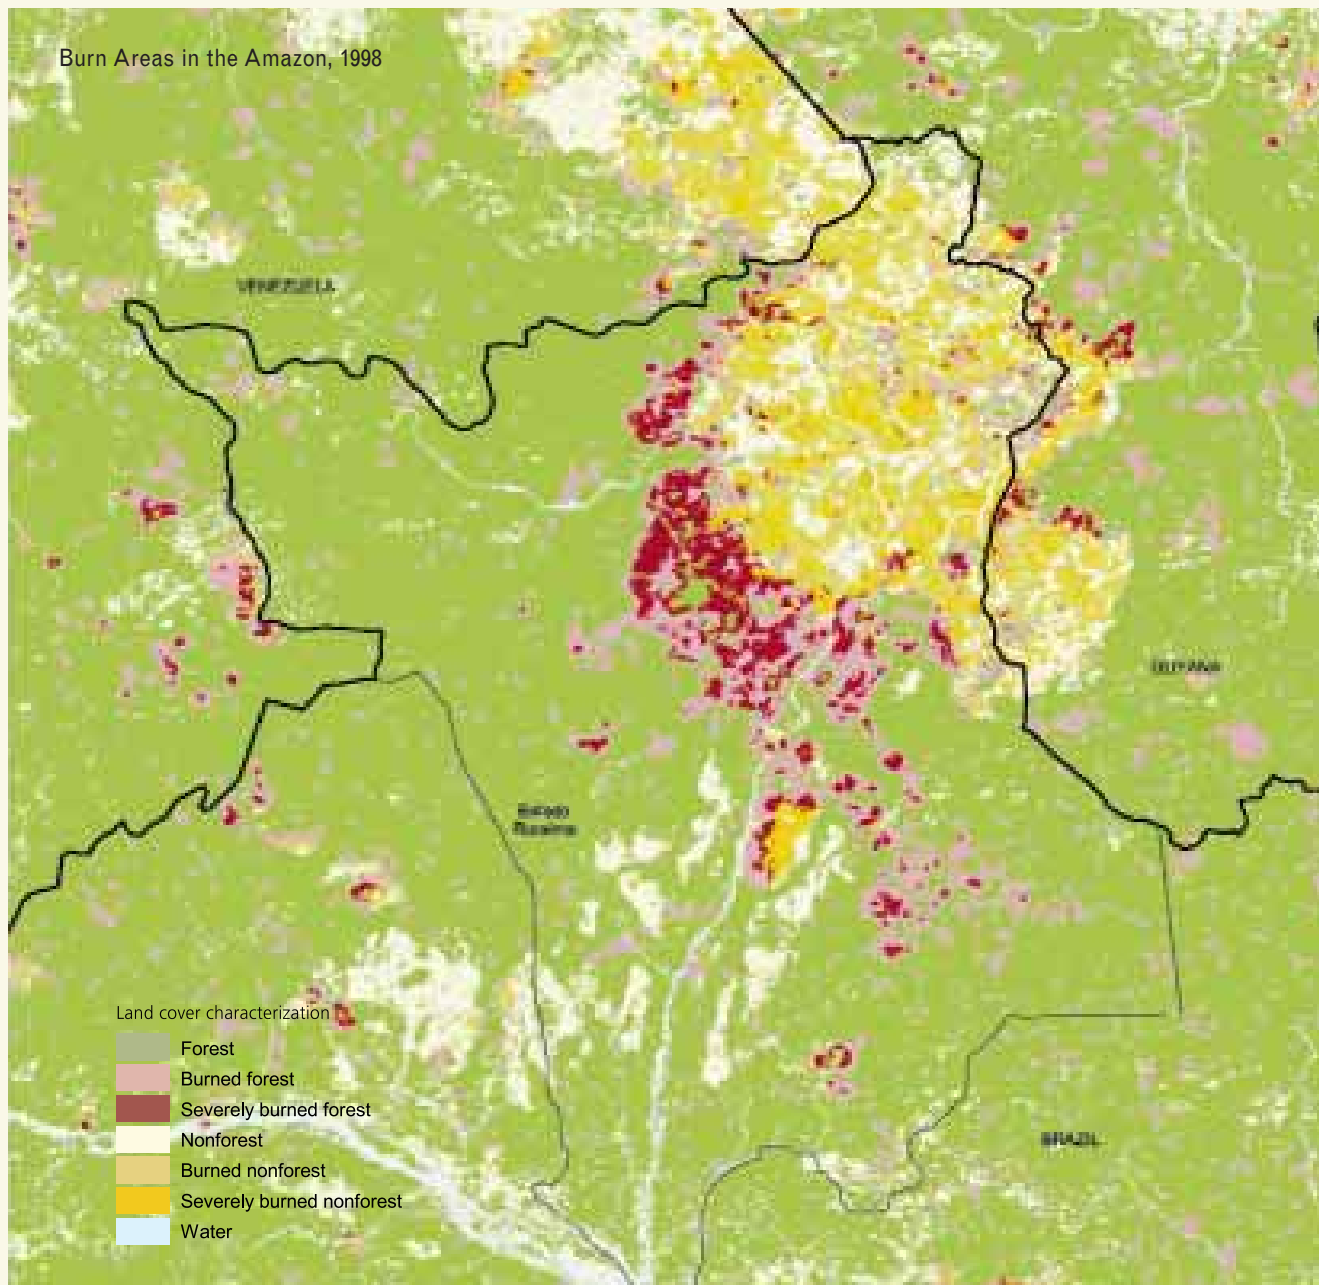 Burn Areas in the Amazon, 1998
VENEZUELA
GUYANA
Estado
Roraima
Land cover characterization
Forest
Burned forest
Severely burned forest
Nonforest
Burned nonforest
Severely burned nonforest
Water
BRAZIL